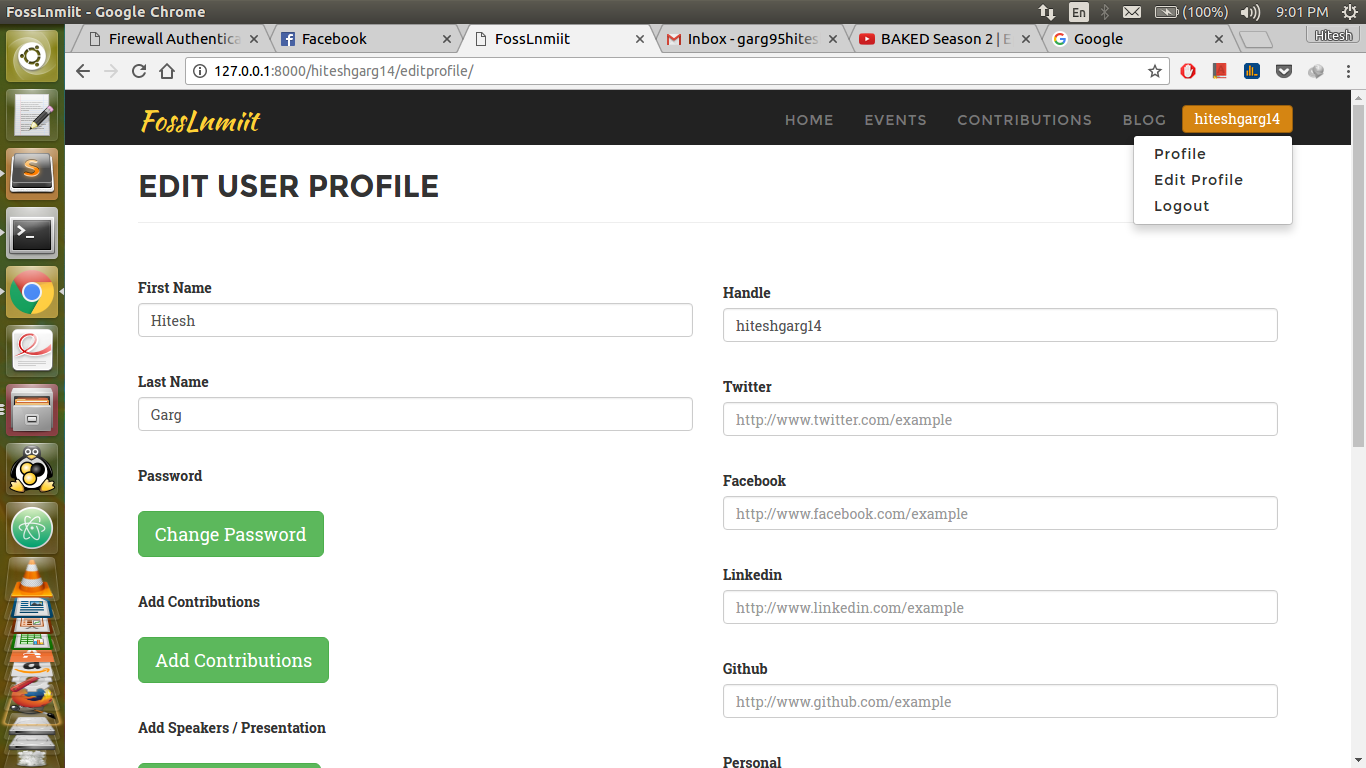 FossLnmiit - Google Chrome
En
(100%)
9:01 PM
Firewall Authentica
Facebook
FossLnmiit
Inbox - garg95hites
BAKED Season 2 | E
Google
Hitesh
127.0.0.1:8000/hiteshgarg14/editprofile/
FossLnmiit
HOME
EVENTS
CONTRIBUTIONS
BLOG
hiteshgarg14
Profile
Edit Profile
Logout
EDIT USER PROFILE
First Name
Hitesh
Last Name
Garg
Password
Change Password
Add Contributions
Add Contributions
Add Speakers / Presentation
Handle
hiteshgarg14
Twitter
http://www.twitter.com/example
Facebook
http://www.facebook.com/example
Linkedin
http://www.linkedin.com/example
Github
http://www.github.com/example
Personal